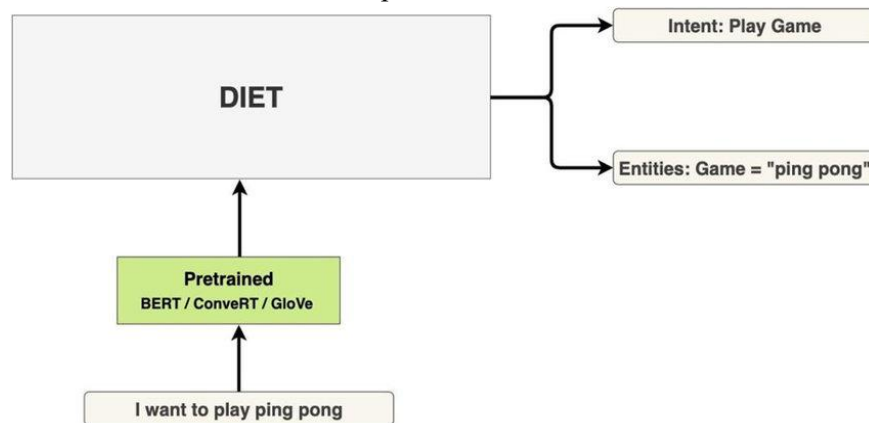 DIET
Intent: Play Game
Entities: Game = "ping pong"
Pretrained
BERT / ConveRT / GloVe
I want to play ping pong